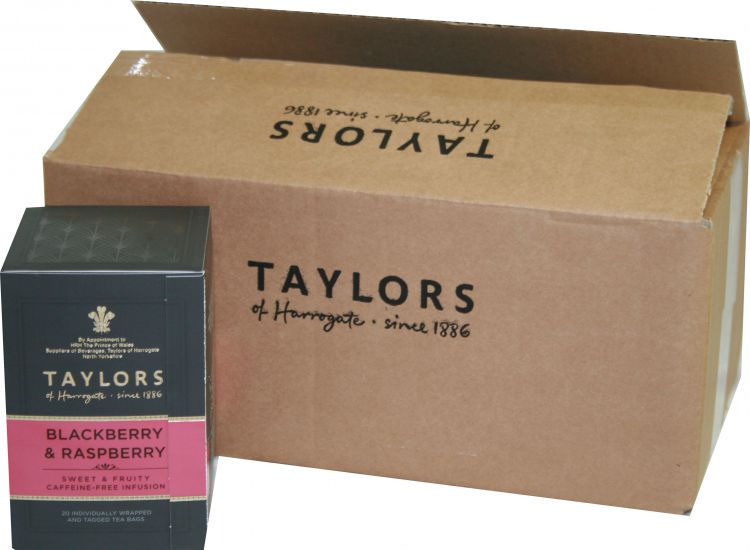 TAYLORS
of Harrogate · since 1886
TAYLORS
of Harrogate · since 1886
By Appointment to
HRH The Prince of Wales
Suppliers of Beverages, Taylors of Harrogate
North Yorkshire
TAYLORS
of Harrogate · since 1886
BLACKBERRY
& RASPBERRY
SWEET & FRUITY
CAFFEINE-FREE INFUSION
20 INDIVIDUALLY WRAPPED
AND TAGGED TEA BAGS